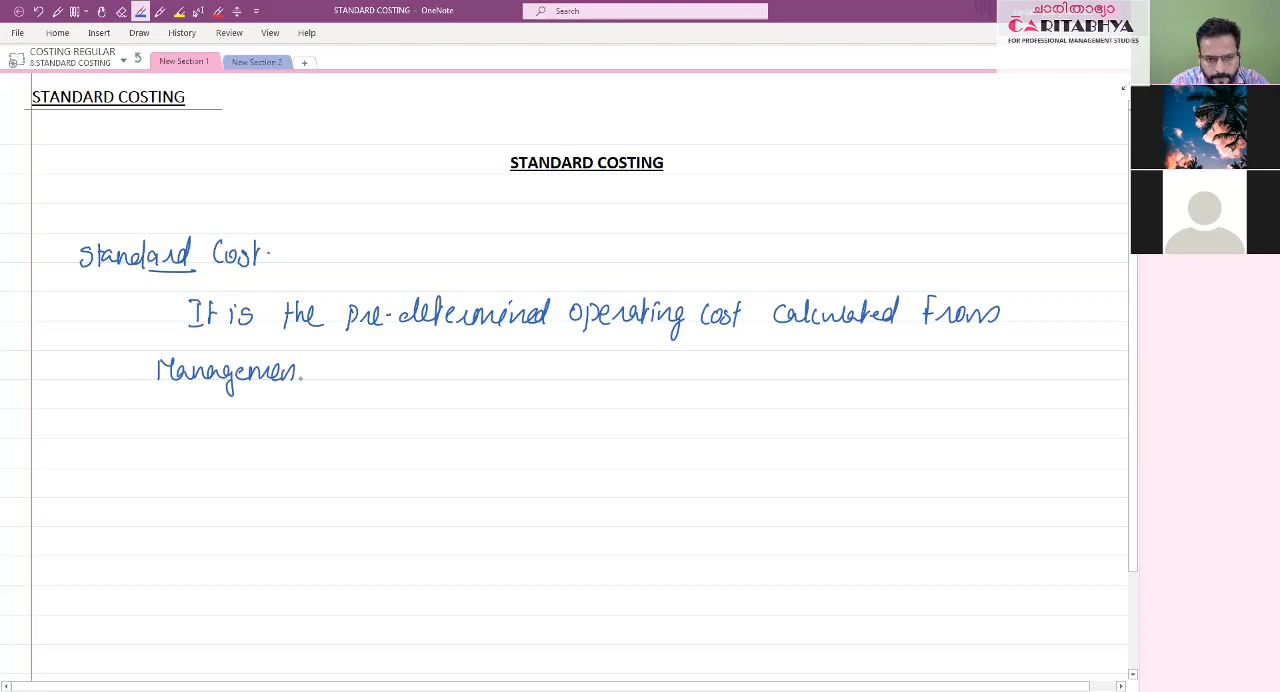 STANDARD COSTING - OneNote
Search
ചാരിതാഭ്യാ
CARITABHYA
FOR PROFESSIONAL MANAGEMENT STUDIES
File Home Insert Draw History Review View Help
COSTING REGULAR
8.STANDARD COSTING
5
New Section 1
New Section 2
+
STANDARD COSTING
STANDARD COSTING
Standard Cost.
It is the pre-determined operating cost calculated from
Managemen